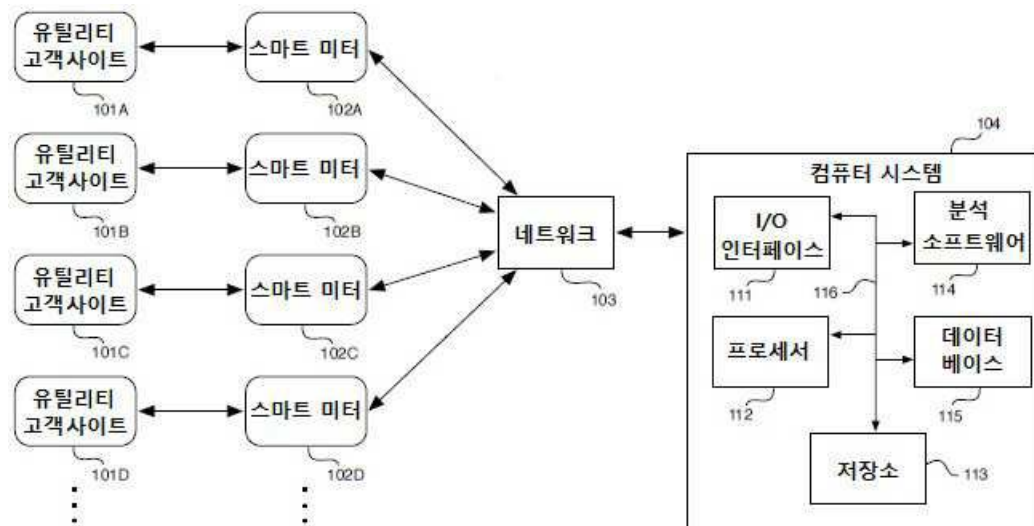 유틸리티
고객사이트
101A
스마트 미터
102A
유틸리티
고객사이트
101B
스마트 미터
102B
유틸리티
고객사이트
101C
스마트 미터
102C
유틸리티
고객사이트
101D
스마트 미터
102D
네트워크
103
104
컴퓨터 시스템
I/O
인터페이스
111
116
분석
소프트웨어
114
프로세서
112
데이터
베이스
115
저장소
113